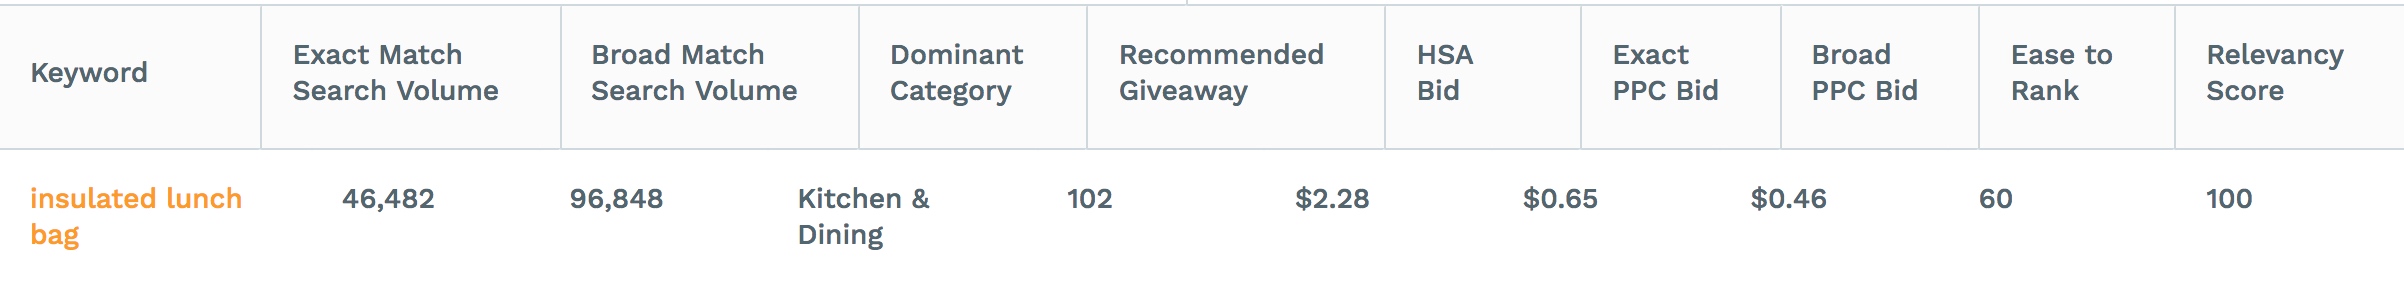 Keyword
Exact Match
Search Volume
Broad Match
Search Volume
Dominant
Category
Recommended
Giveaway
HSA
Bid
Exact
PPC Bid
Broad
PPC Bid
Ease to
Rank
Relevancy
Score
insulated lunch
bag
46,482
96,848
Kitchen &
Dining
102
$2.28
$0.65
$0.46
60
100